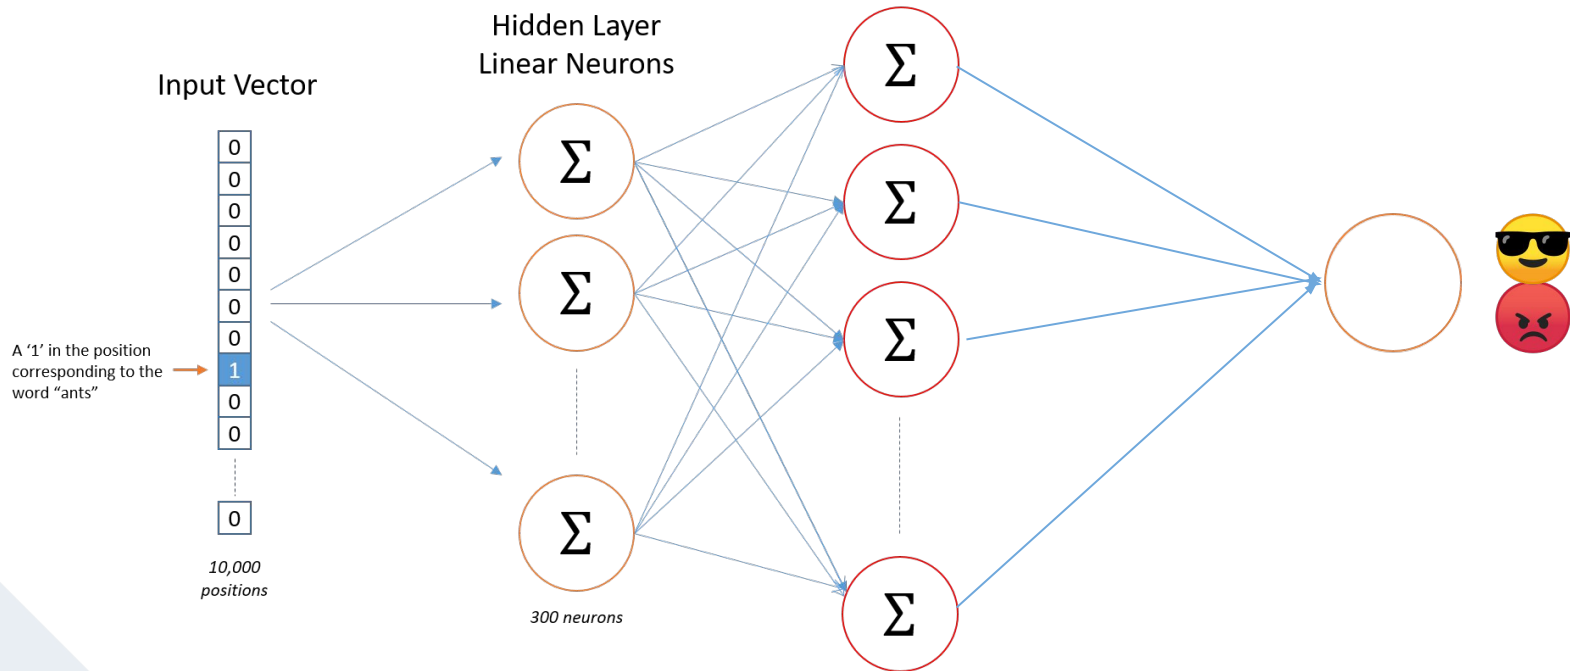 Input Vector
0
0
0
0
0
0
0
1
0
0
0
10,000
positions
A ‘1’ in the position
corresponding to the
word “ants”
Hidden Layer
Linear Neurons
Σ
Σ
Σ
300 neurons
Σ
Σ
Σ
Σ